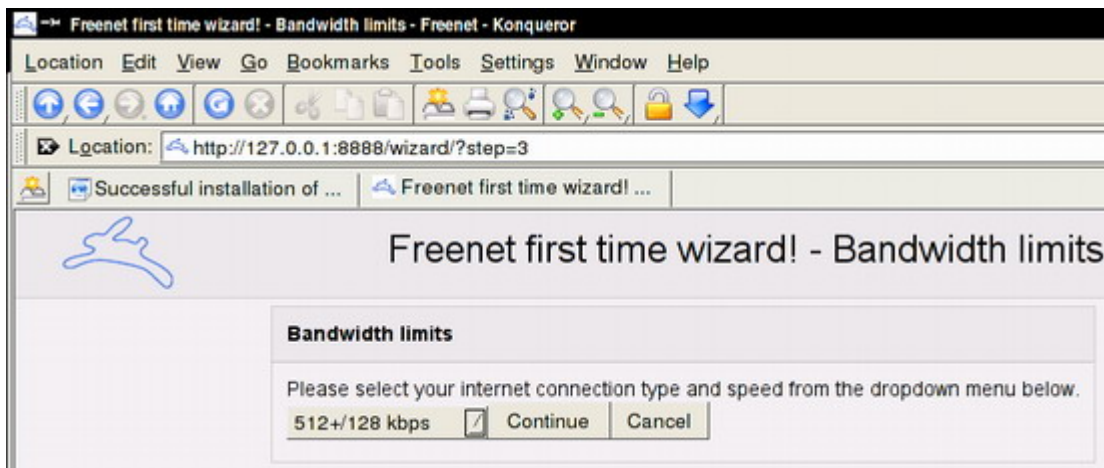 Freenet first time wizard! - Bandwidth limits - Freenet - Konqueror
Location Edit View Go Bookmarks Tools Settings Window Help
Location: http://127.0.0.1:8888/wizard/?step=3
Successful installation of ... Freenet first time wizard! ...
Freenet first time wizard! - Bandwidth limits
Bandwidth limits
Please select your internet connection type and speed from the dropdown menu below.
512+/128 kbps Continue Cancel